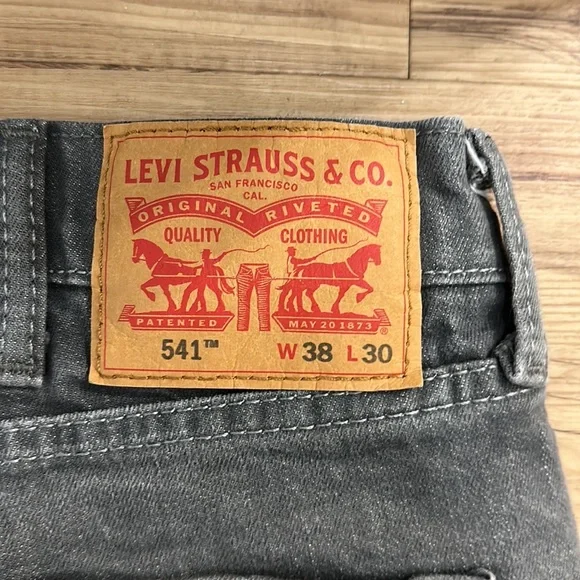 LEVI STRAUSS & CO.
SAN FRANCISCO
CAL.
ORIGINAL RIVETED
QUALITY CLOTHING
PATENTED MAY 20 1873 ®
541™ W 38 L 30